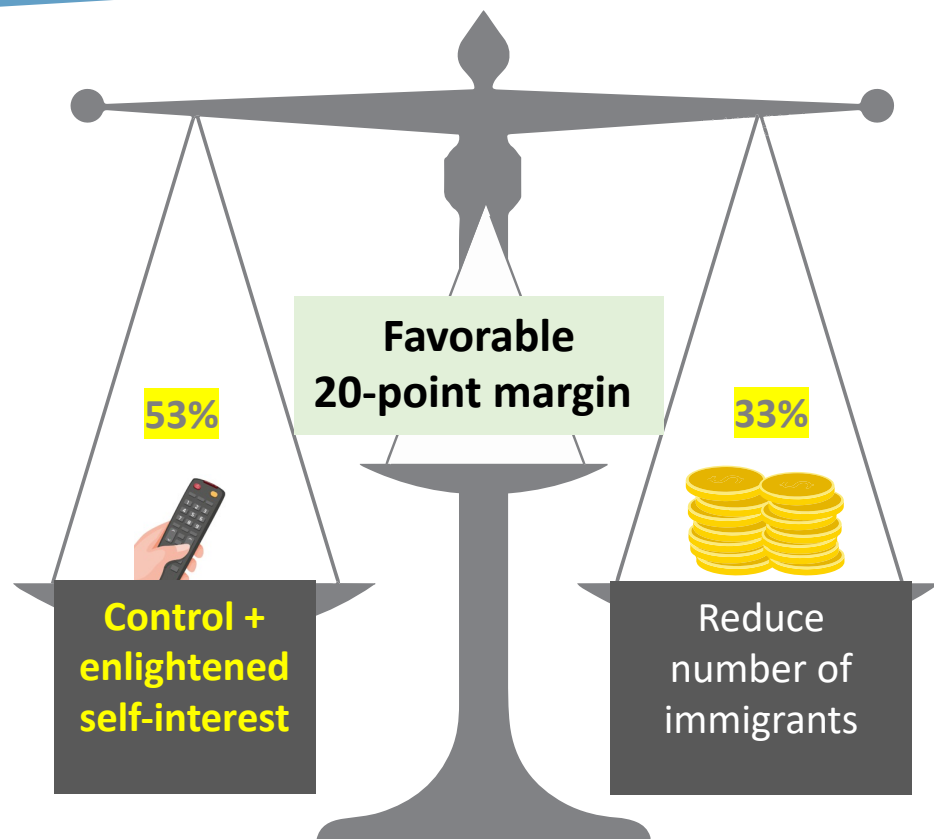 Favorable
20-point margin
53%
33%
Control +
enlightened
self-interest
Reduce
number of
immigrants